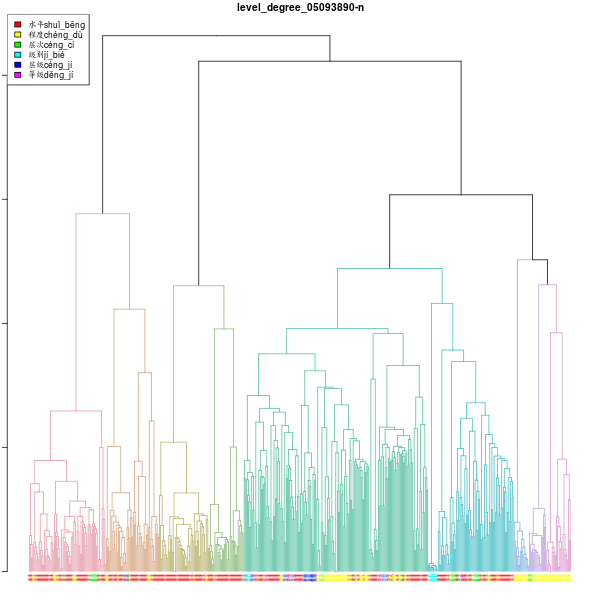 level_degree_05093890-n
水平shuǐ_bēng
程度chéng_dù
层次céng_cì
级别jí_bié
层级céng_jí
等级děng_jí